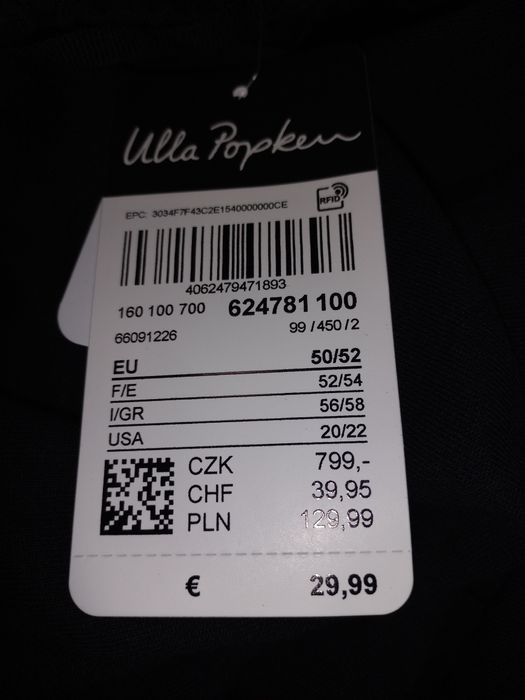 Ulla Popken
RFID
EPC: 3034F7F43C2E1540000000CE
4062479471893
160 100 700 624781 100
66091226 99 / 450 / 2
EU 50/52
F/E 52/54
I/GR 56/58
USA 20/22
CZK 799,-
CHF 39,95
PLN 129,99
€ 29,99